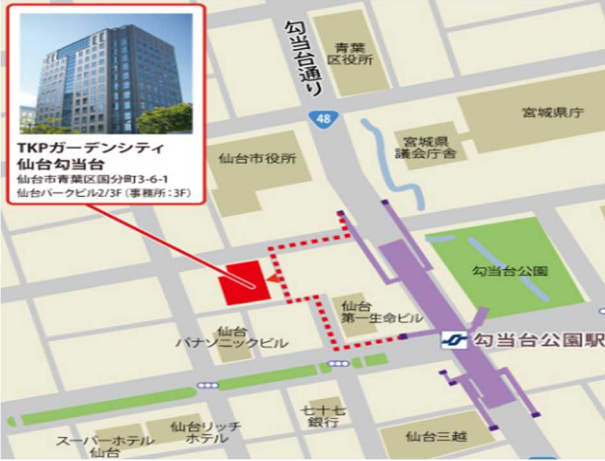 TKPガーデンシティ
仙台勾当台
仙台市青葉区国分町3-6-1
仙台パークビル2/3F（事務所：3F）
勾当台通り
青葉
区役所
48
宮城県庁
宮城県
議会庁舎
仙台市役所
勾当台公園
仙台
第一生命ビル
仙台
パナソニックビル
勾当台公園駅
七十七
銀行
仙台リッチ
ホテル
スーパーホテル
仙台
仙台三越